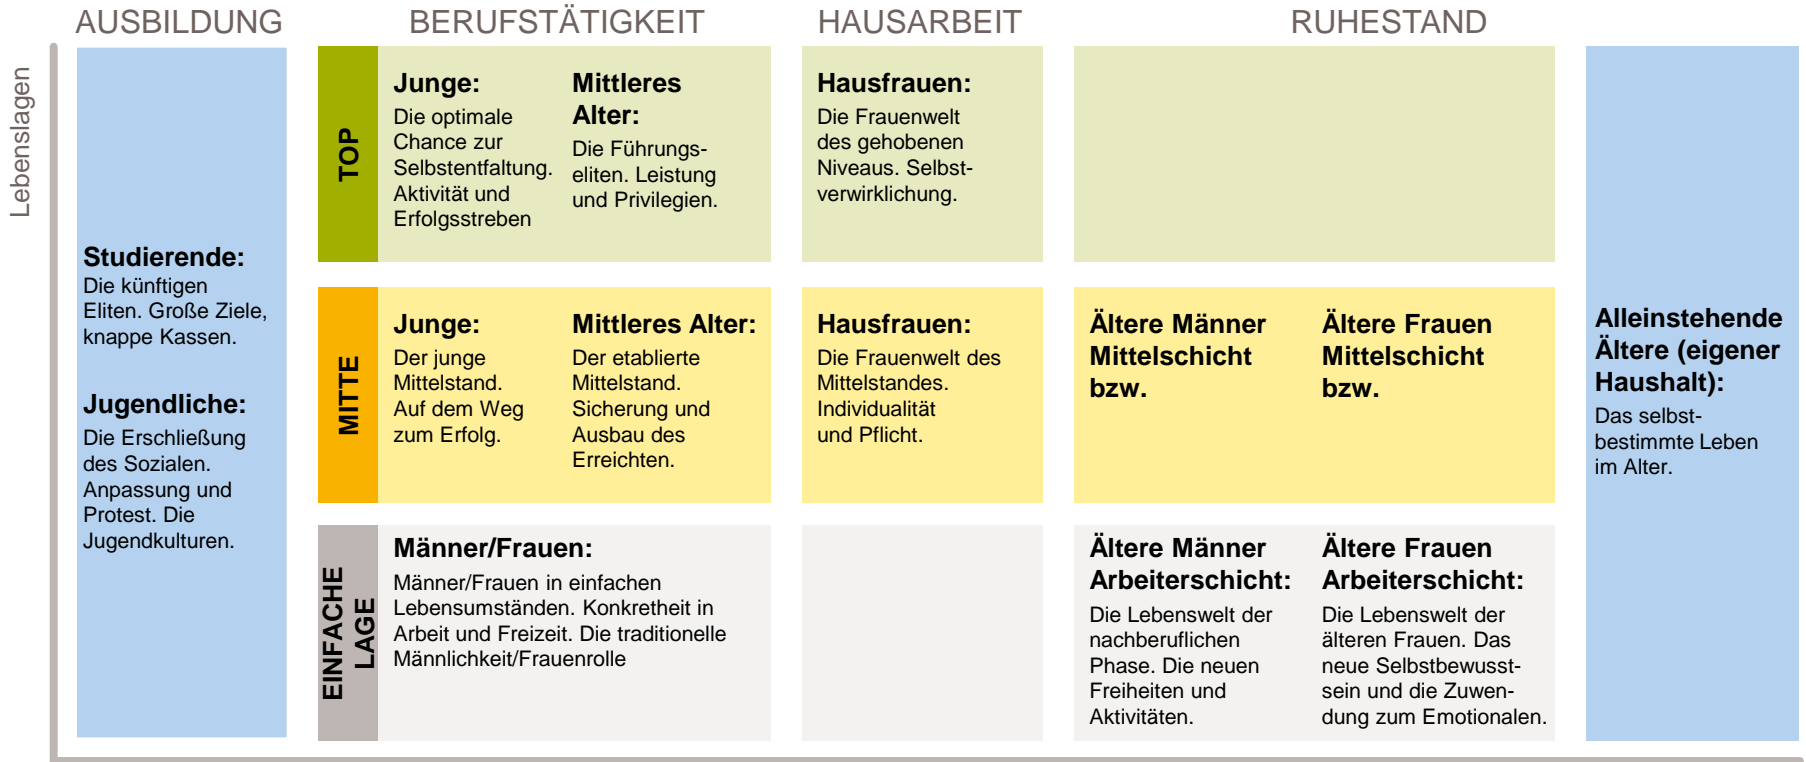 AUSBILDUNG
BERUFSTÄTIGKEIT
HAUSARBEIT
RUHESTAND
Lebenslagen
Studierende:
Die künftigen
Eliten. Große Ziele,
knappe Kassen.
Jugendliche:
Die Erschließung
des Sozialen.
Anpassung und
Protest. Die
Jugendkulturen.
TOP
Junge:
Die optimale
Chance zur
Selbstentfaltung.
Aktivität und
Erfolgsstreben
Mittleres
Alter:
Die Führungs-
eliten. Leistung
und Privilegien.
Hausfrauen:
Die Frauenwelt
des gehobenen
Niveaus. Selbst-
verwirklichung.
MITTE
Junge:
Der junge
Mittelstand.
Auf dem Weg
zum Erfolg.
Mittleres Alter:
Der etablierte
Mittelstand.
Sicherung und
Ausbau des
Erreichten.
Hausfrauen:
Die Frauenwelt des
Mittelstandes.
Individualität
und Pflicht.
Ältere Männer
Mittelschicht
bzw.
Ältere Frauen
Mittelschicht
bzw.
EINFACHE
LAGE
Männer/Frauen:
Männer/Frauen in einfachen
Lebensumständen. Konkretheit in
Arbeit und Freizeit. Die traditionelle
Männlichkeit/Frauenrolle
Ältere Männer
Arbeiterschicht:
Die Lebenswelt der
nachberuflichen
Phase. Die neuen
Freiheiten und
Aktivitäten.
Ältere Frauen
Arbeiterschicht:
Die Lebenswelt der
älteren Frauen. Das
neue Selbstbewusst-
sein und die Zuwen-
dung zum Emotionalen.
Alleinstehende
Ältere (eigener
Haushalt):
Das selbst-
bestimmte Leben
im Alter.